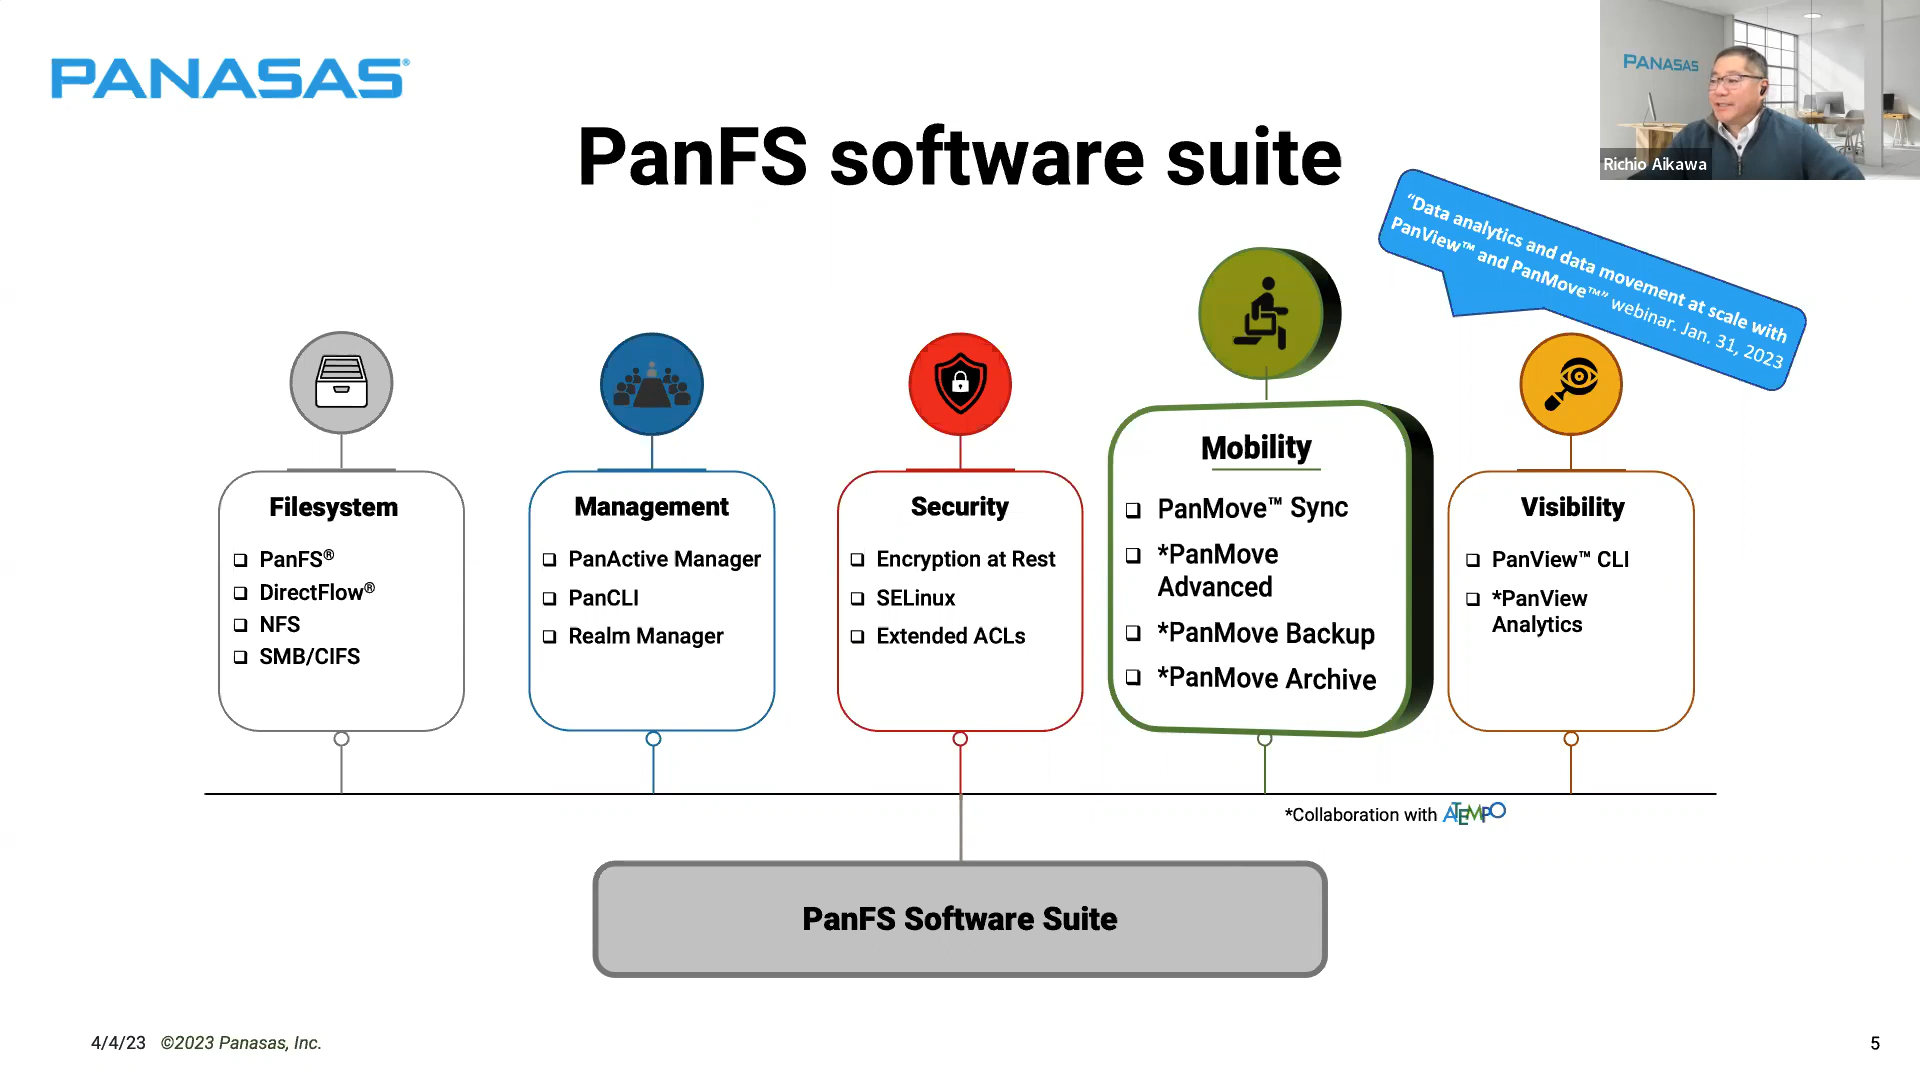 PANASAS®
PANASAS
Richio Aikawa
PanFS software suite
“Data analytics and data movement at scale with
PanView™ and PanMove™” webinar. Jan. 31, 2023
Filesystem
PanFS®
DirectFlow®
NFS
SMB/CIFS
Management
PanActive Manager
PanCLI
Realm Manager
Security
Encryption at Rest
SELinux
Extended ACLs
Mobility
PanMove™ Sync
*PanMove
Advanced
*PanMove Backup
*PanMove Archive
Visibility
PanView™ CLI
*PanView
Analytics
*Collaboration with ATEMPO
PanFS Software Suite
4/4/23 ©2023 Panasas, Inc.
5